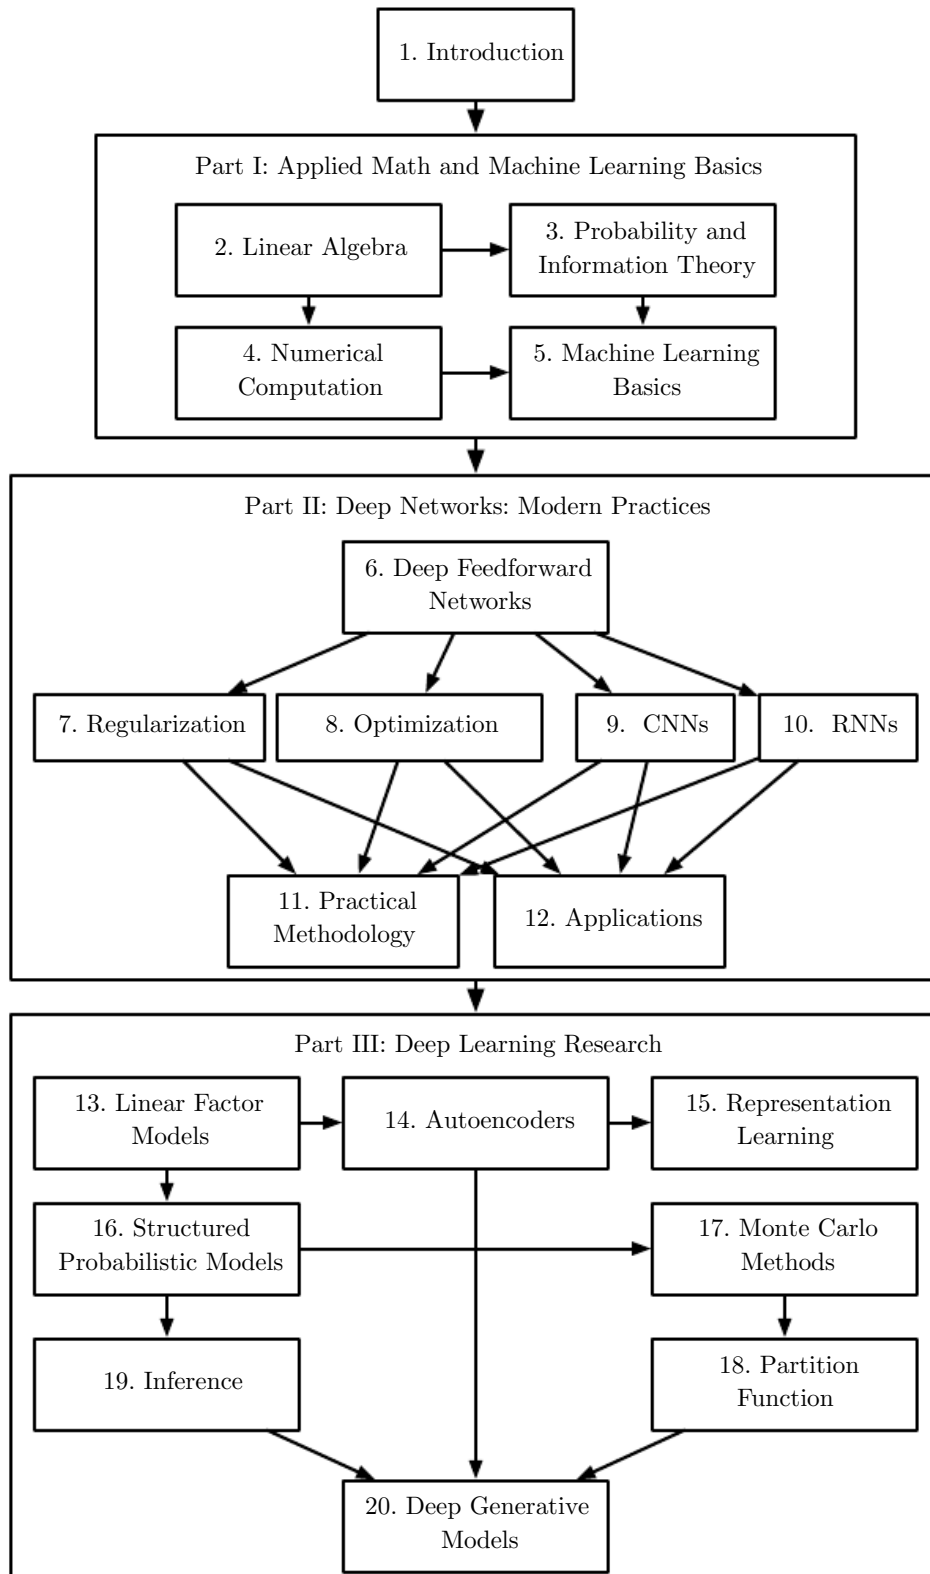 1. Introduction
Part I: Applied Math and Machine Learning Basics
2. Linear Algebra
3. Probability and
Information Theory
4. Numerical
Computation
5. Machine Learning
Basics
Part II: Deep Networks: Modern Practices
6. Deep Feedforward
Networks
7. Regularization
8. Optimization
9. CNNs
10. RNNs
11. Practical
Methodology
12. Applications
Part III: Deep Learning Research
13. Linear Factor
Models
14. Autoencoders
15. Representation
Learning
16. Structured
Probabilistic Models
17. Monte Carlo
Methods
19. Inference
18. Partition
Function
20. Deep Generative
Models